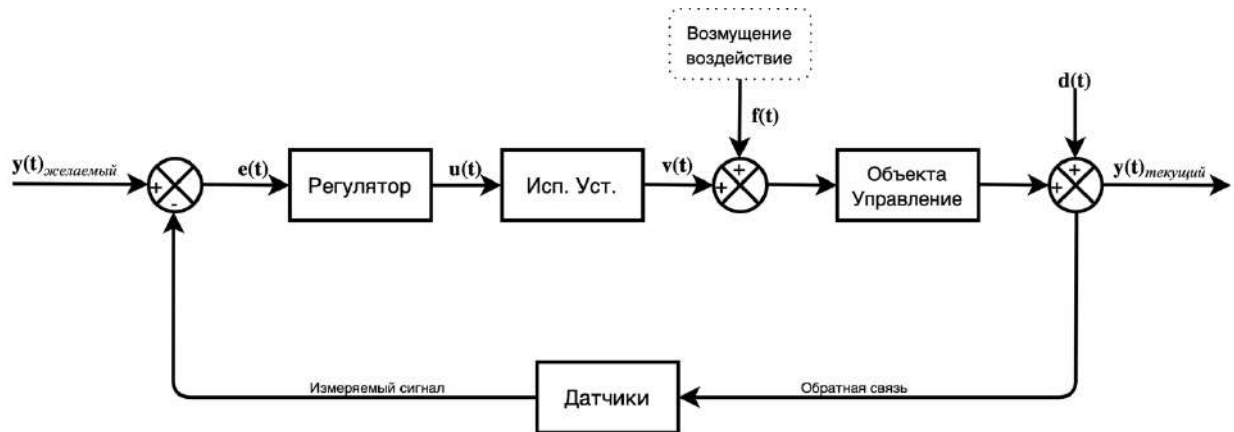 Возмущение
воздействие
d(t)
f(t)
y(t)желаемый
e(t)
u(t)
v(t)
y(t)текущий
+
-
Регулятор
Исп. Уст.
+
+
Объекта
Управление
+
+
Измеряемый сигнал
Датчики
Обратная связь